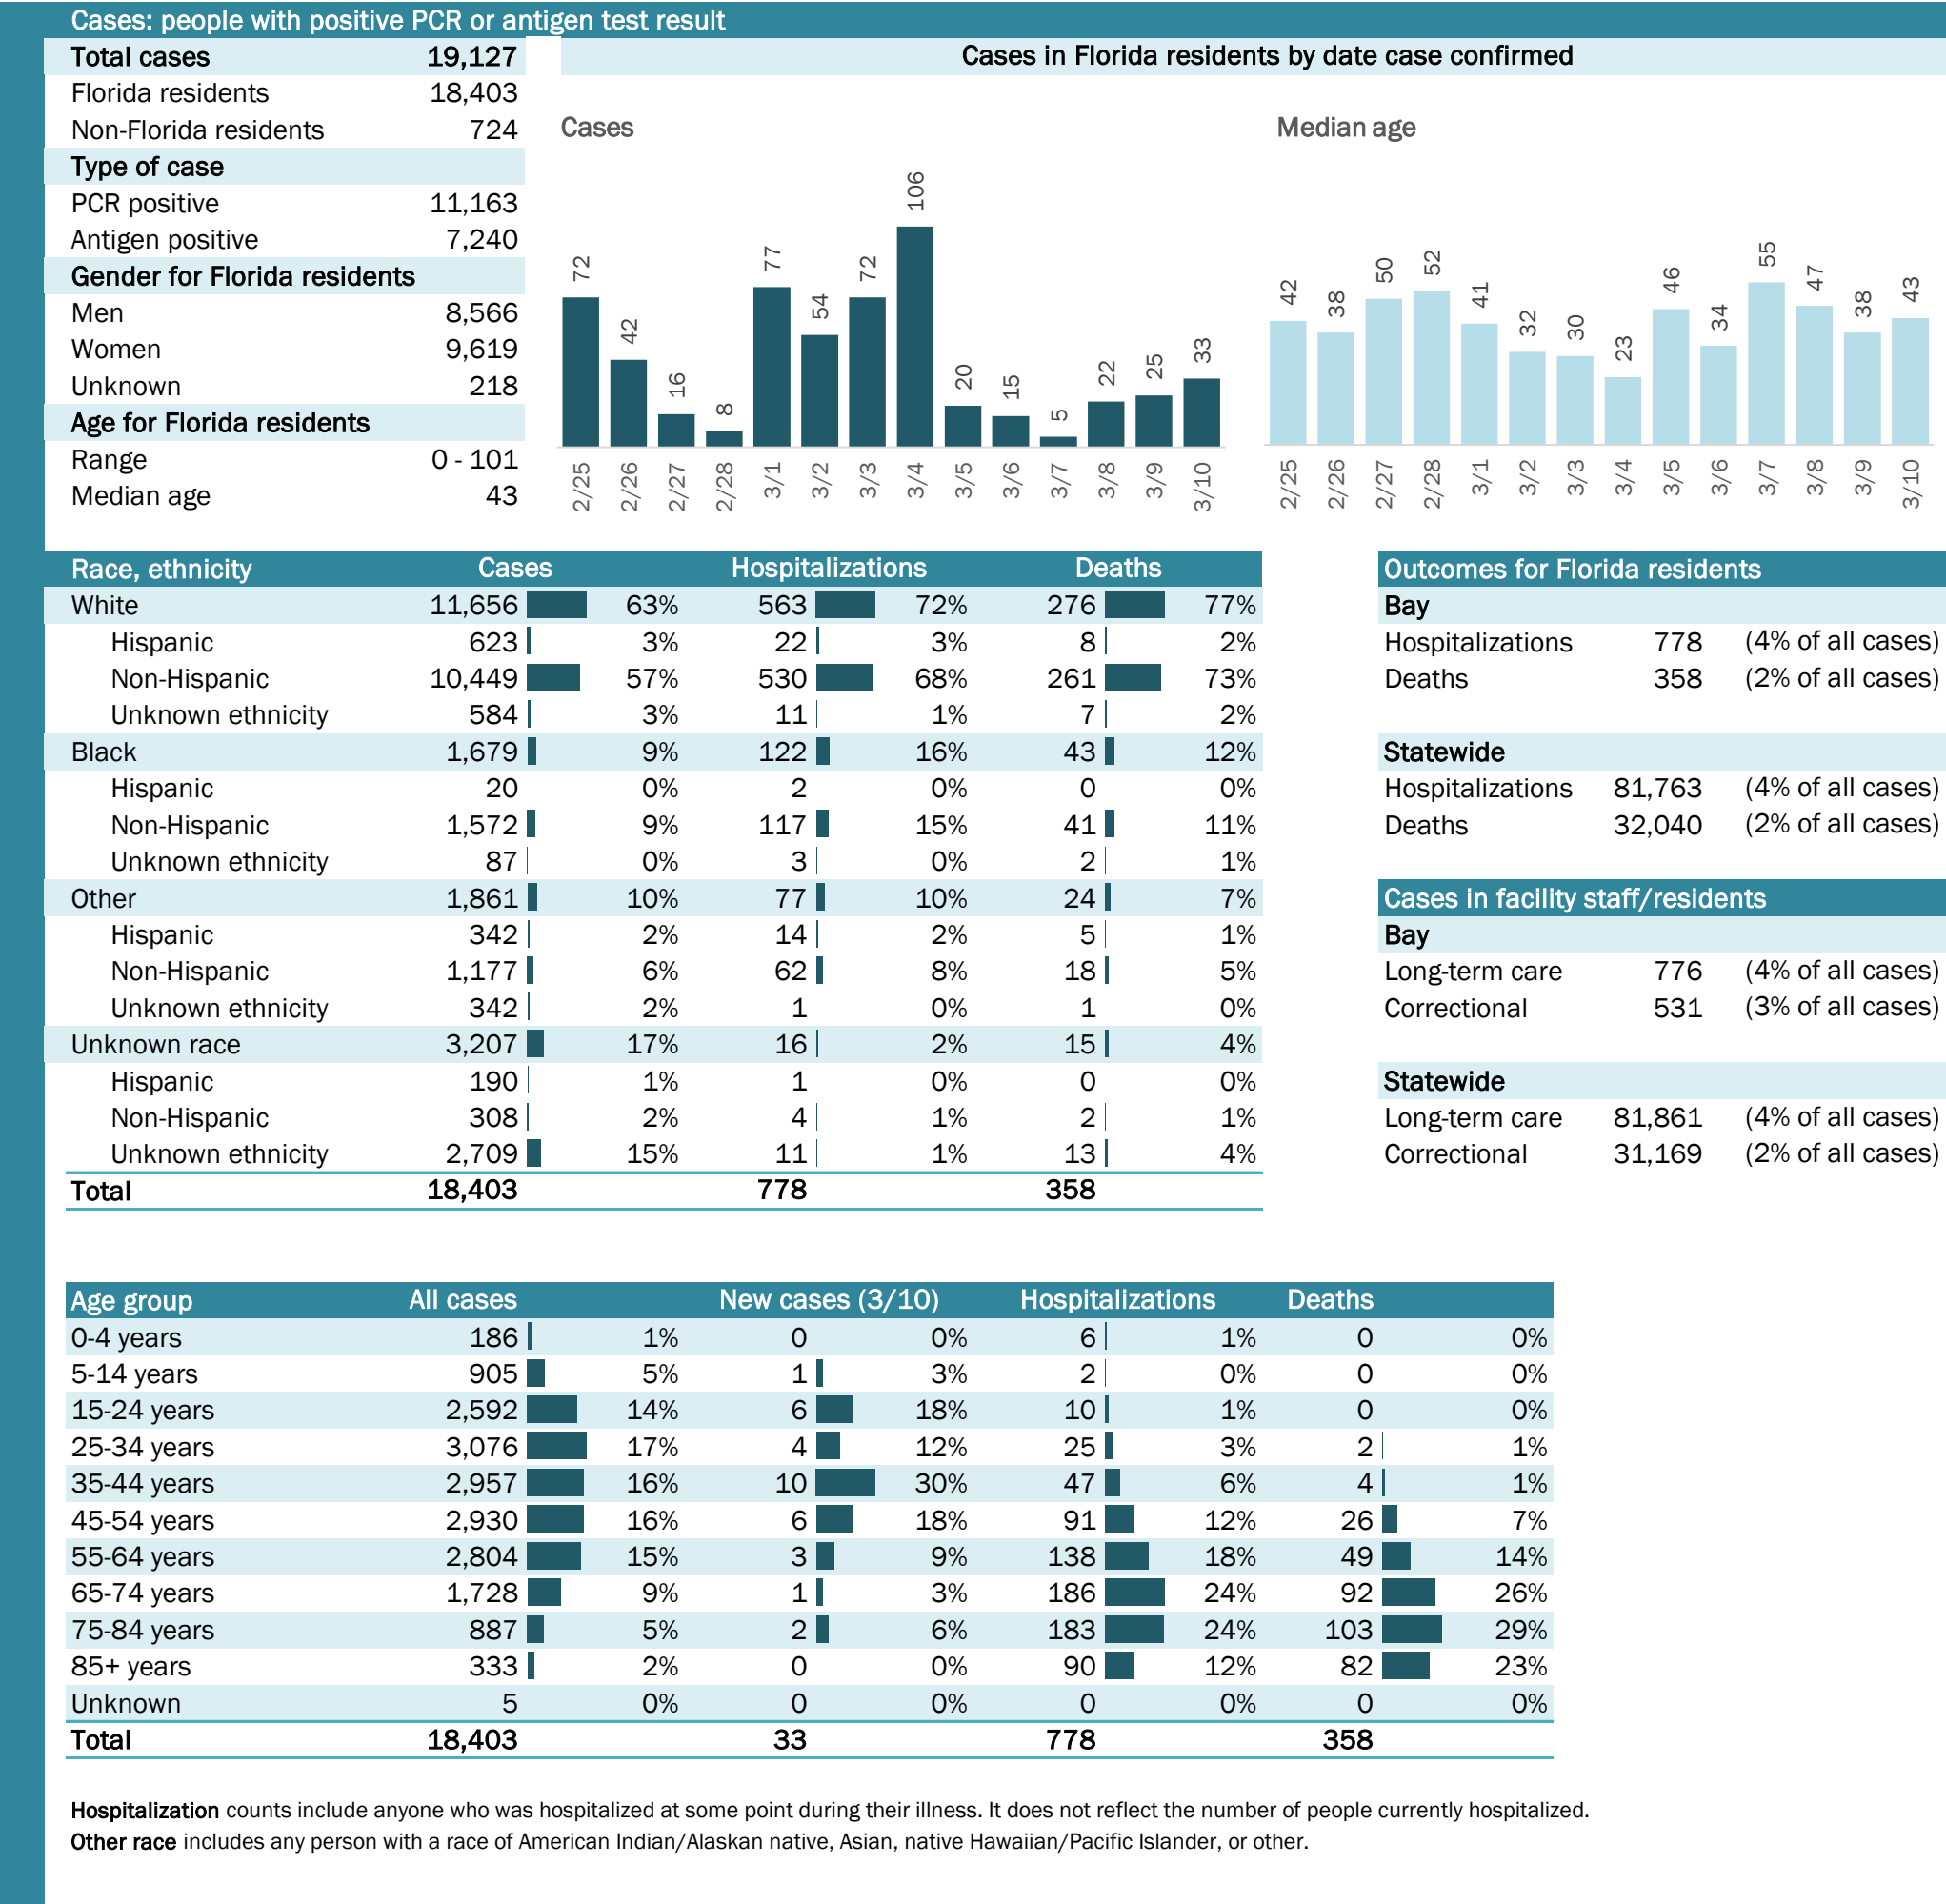 Cases: people with positive PCR or antigen test result
Total cases 19,127
Florida residents 18,403
Non-Florida residents 724
Type of case
PCR positive 11,163
Antigen positive 7,240
Gender for Florida residents
Men 8,566
Women 9,619
Unknown 218
Age for Florida residents
Range 0 - 101
Median age 43
Cases in Florida residents by date case confirmed
Cases
72 42 16 8 77 54 72 106 20 15 5 22 25 33
2/25 2/26 2/27 2/28 3/1 3/2 3/3 3/4 3/5 3/6 3/7 3/8 3/9 3/10
Median age
42 38 50 52 41 32 30 23 46 34 55 47 38 43
2/25 2/26 2/27 2/28 3/1 3/2 3/3 3/4 3/5 3/6 3/7 3/8 3/9 3/10
Race, ethnicity Cases Hospitalizations Deaths
White 11,656 63% 563 72% 276 77%
Hispanic 623 3% 22 3% 8 2%
Non-Hispanic 10,449 57% 530 68% 261 73%
Unknown ethnicity 584 3% 11 1% 7 2%
Black 1,679 9% 122 16% 43 12%
Hispanic 20 0% 2 0% 0 0%
Non-Hispanic 1,572 9% 117 15% 41 11%
Unknown ethnicity 87 0% 3 0% 2 1%
Other 1,861 10% 77 10% 24 7%
Hispanic 342 2% 14 2% 5 1%
Non-Hispanic 1,177 6% 62 8% 18 5%
Unknown ethnicity 342 2% 1 0% 1 0%
Unknown race 3,207 17% 16 2% 15 4%
Hispanic 190 1% 1 0% 0 0%
Non-Hispanic 308 2% 4 1% 2 1%
Unknown ethnicity 2,709 15% 11 1% 13 4%
Total 18,403 778 358
Outcomes for Florida residents
Bay
Hospitalizations 778 (4% of all cases)
Deaths 358 (2% of all cases)
Statewide
Hospitalizations 81,763 (4% of all cases)
Deaths 32,040 (2% of all cases)
Cases in facility staff/residents
Bay
Long-term care 776 (4% of all cases)
Correctional 531 (3% of all cases)
Statewide
Long-term care 81,861 (4% of all cases)
Correctional 31,169 (2% of all cases)
Age group All cases New cases (3/10) Hospitalizations Deaths
0-4 years 186 1% 0 0% 6 1% 0 0%
5-14 years 905 5% 1 3% 2 0% 0 0%
15-24 years 2,592 14% 6 18% 10 1% 0 0%
25-34 years 3,076 17% 4 12% 25 3% 2 1%
35-44 years 2,957 16% 10 30% 47 6% 4 1%
45-54 years 2,930 16% 6 18% 91 12% 26 7%
55-64 years 2,804 15% 3 9% 138 18% 49 14%
65-74 years 1,728 9% 1 3% 186 24% 92 26%
75-84 years 887 5% 2 6% 183 24% 103 29%
85+ years 333 2% 0 0% 90 12% 82 23%
Unknown 5 0% 0 0% 0 0% 0 0%
Total 18,403 33 778 358
Hospitalization counts include anyone who was hospitalized at some point during their illness. It does not reflect the number of people currently hospitalized.
Other race includes any person with a race of American Indian/Alaskan native, Asian, native Hawaiian/Pacific Islander, or other.